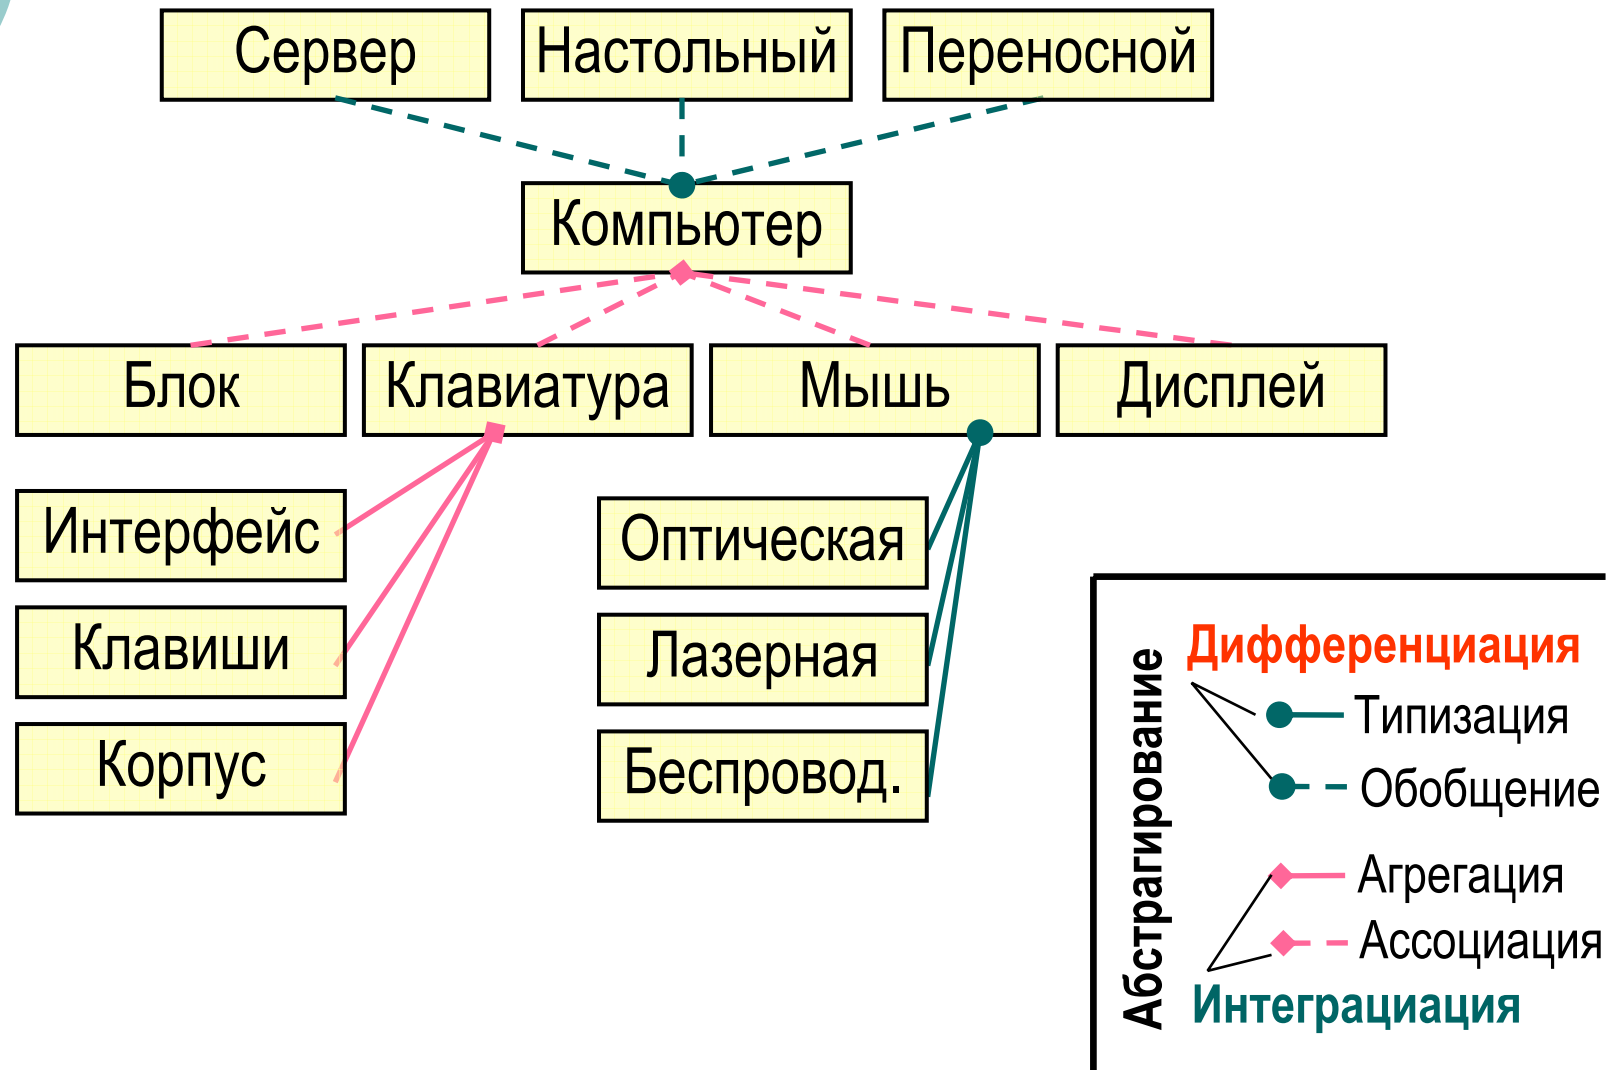 Сервер
Настольный
Переносной
Компьютер
Блок
Клавиатура
Мышь
Дисплей
Интерфейс
Клавиши
Корпус
Оптическая
Лазерная
Беспровод.
Абстрагирование
Дифференциация
Типизация
Обобщение
Агрегация
Ассоциация
Интеграциация